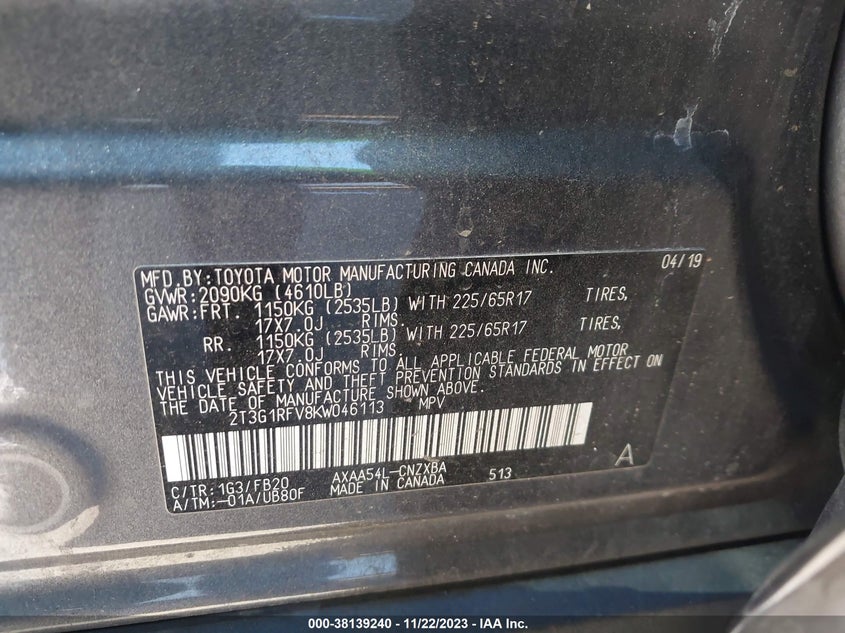 MFD.BY:TOYOTA MOTOR MANUFACTURING CANADA INC. 04/19
GVWR:2090KG (4610LB)
GAWR:FRT. 1150KG (2535LB) WITH 225/65R17 TIRES,
17X7.0J RIMS.
RR. 1150KG (2535LB) WITH 225/65R17 TIRES,
17X7.0J RIMS.
THIS VEHICLE CONFORMS TO ALL APPLICABLE FEDERAL MOTOR
VEHICLE SAFETY AND THEFT PREVENTION STANDARDS IN EFFECT ON
THE DATE OF MANUFACTURE SHOWN ABOVE.
2T3G1RFV8KW046113 MPV
C/TR:1G3/FB20 AXAA54L-CNZXBA 513 A
A/TM:-01A/UB80F MADE IN CANADA
000-38139240 - 11/22/2023 - IAA Inc.